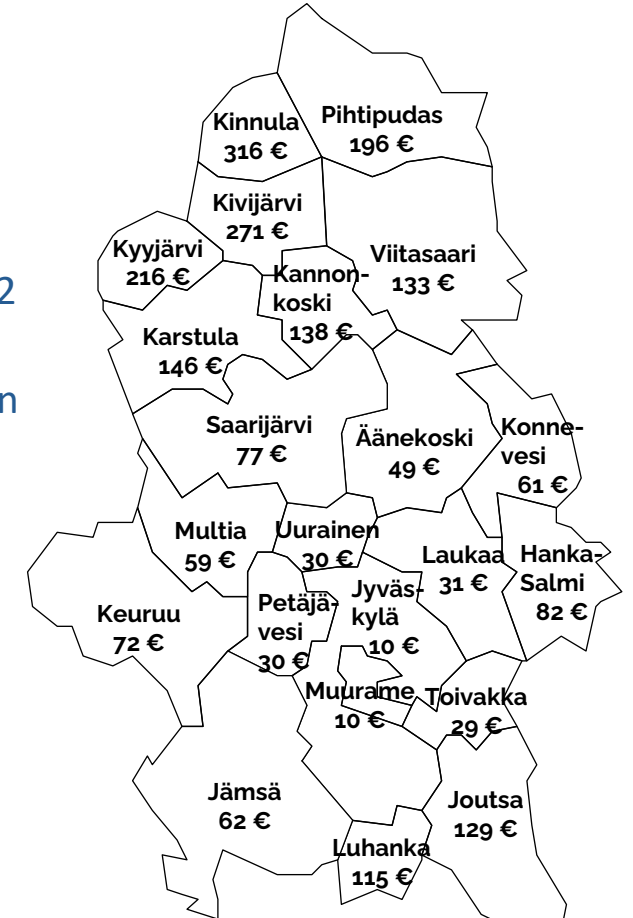 Pihtipudas
196 €
Kinnula
316 €
Kivijärvi
271 €
Kyyjärvi
216 €
Viitasaari
133 €
Kannon-
koski
138 €
2
Karstula
146 €
n
Saarijärvi
77 €
Äänekoski
49 €
Konne-
vesi
61 €
Multia
59 €
Uurainen
30 €
Laukaa
31 €
Hanka-
Salmi
82 €
Keuruu
72 €
Petäjä-
vesi
30 €
Jyväs-
kylä
10 €
Muurame
10 €
Toivakka
29 €
Jämsä
62 €
Joutsa
129 €
Luhanka
115 €